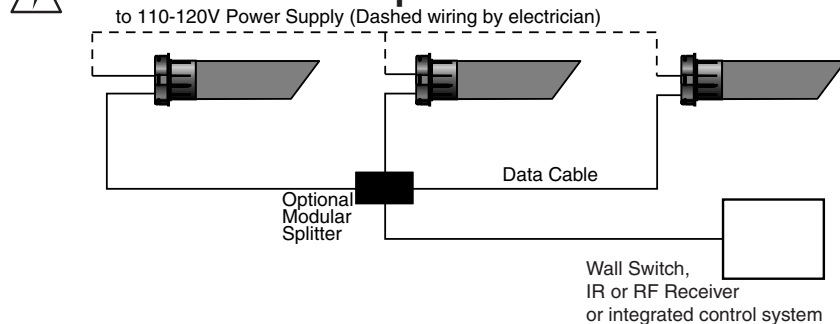 to 110-120V Power Supply (Dashed wiring by electrician)
Data Cable
Optional
Modular
Splitter
Wall Switch,
IR or RF Receiver
or integrated control system